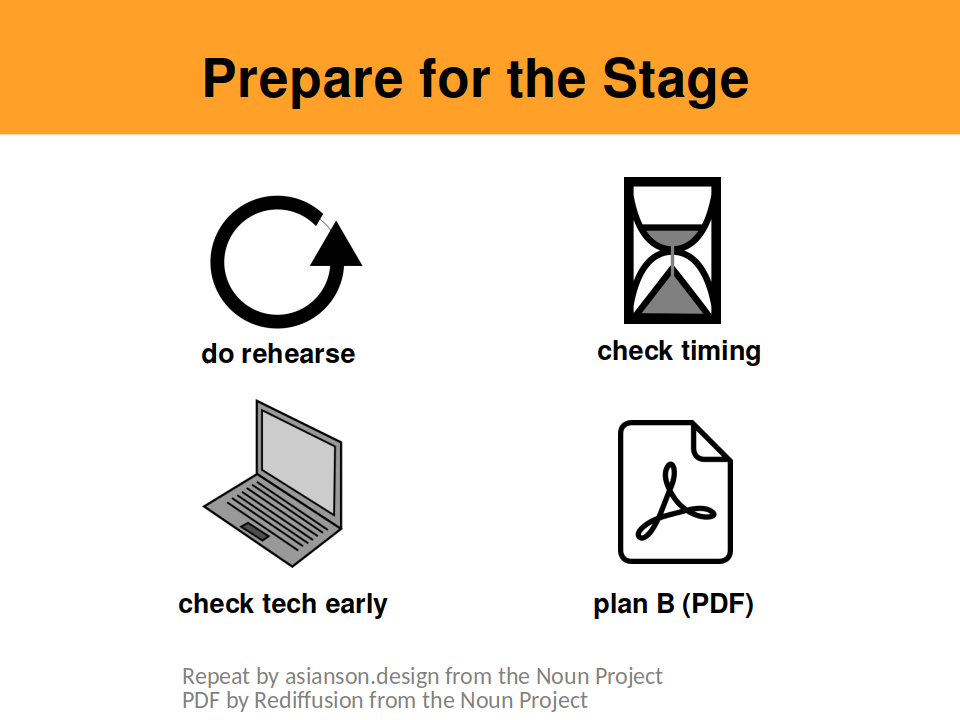 Prepare for the Stage
do rehearse
check timing
check tech early
plan B (PDF)
Repeat by asianson.design from the Noun Project
PDF by Rediffusion from the Noun Project